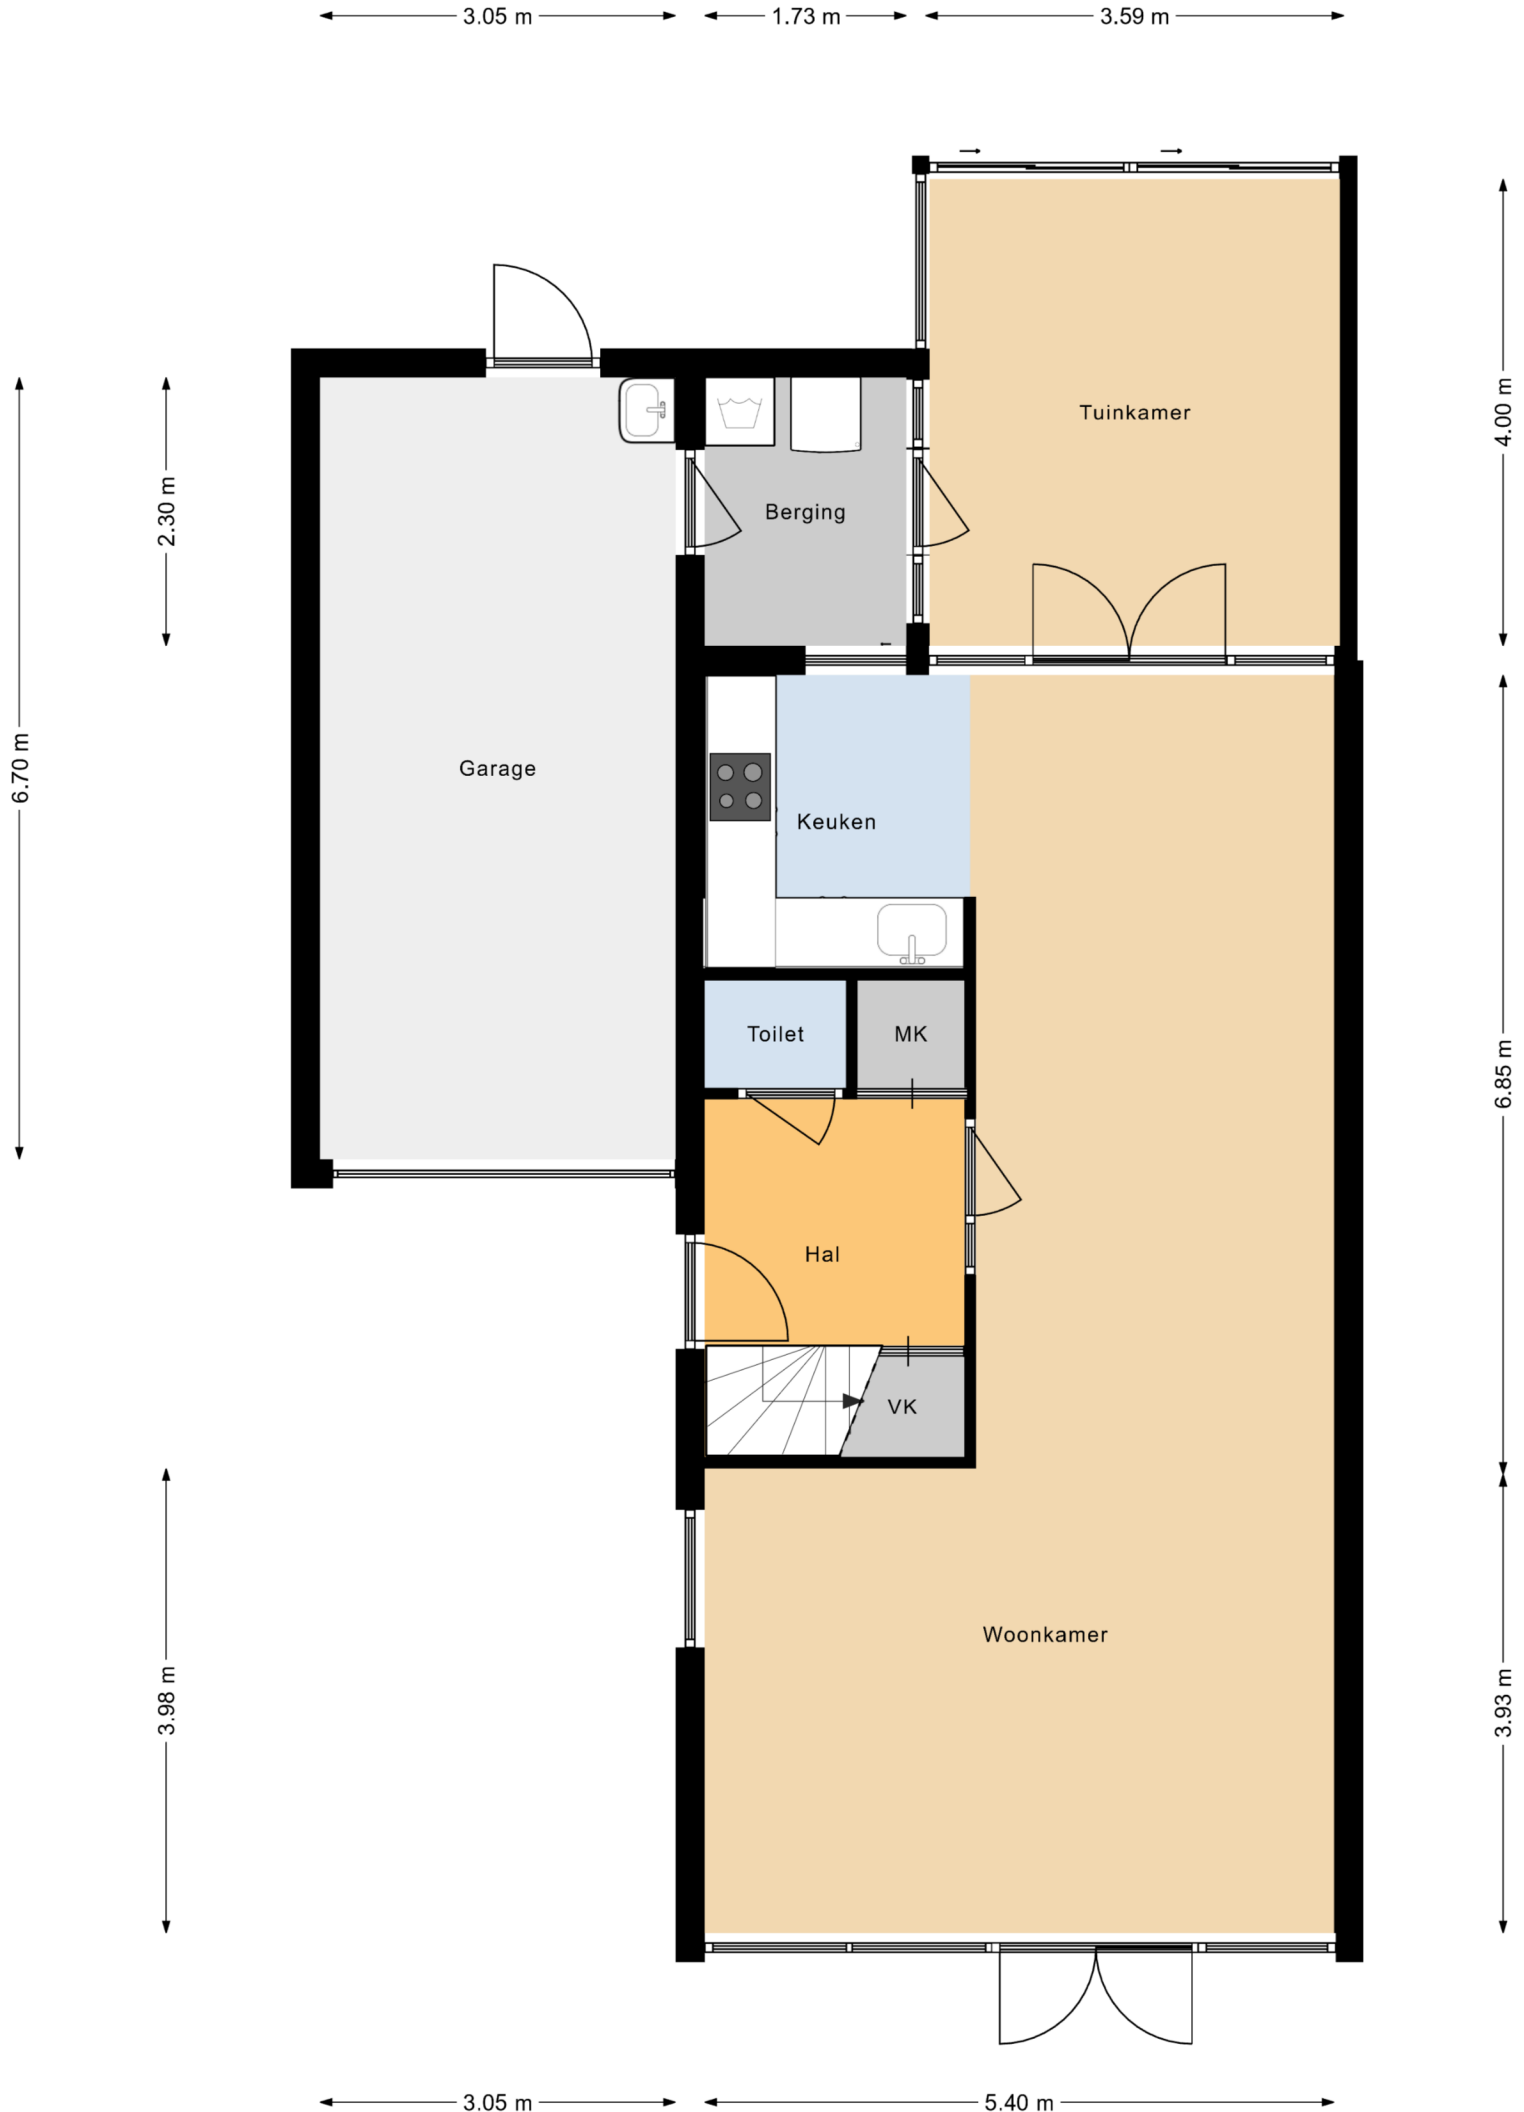 3.05 m
1.73 m
3.59 m
Tuinkamer
4.00 m
2.30 m
Berging
Garage
6.70 m
Keuken
Toilet
MK
6.85 m
Hal
VK
Woonkamer
3.98 m
3.93 m
3.05 m
5.40 m